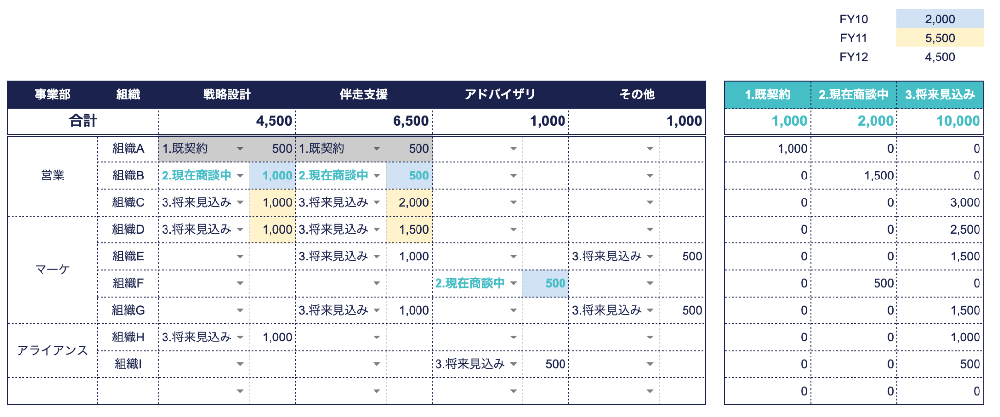 FY10 2,000
FY11 5,500
FY12 4,500
事業部 組織 戦略設計 伴走支援 アドバイザリ その他 1.既契約 2.現在商談中 3.将来見込み
合計 4,500 6,500 1,000 1,000 1,000 2,000 10,000
組織A 1.既契約 500 1.既契約 500 1,000 0 0
営業 組織B 2.現在商談中 1,000 2.現在商談中 500 0 1,500 0
組織C 3.将来見込み 1,000 3.将来見込み 2,000 0 0 3,000
組織D 3.将来見込み 1,000 3.将来見込み 1,500 0 0 2,500
組織E 3.将来見込み 1,000 3.将来見込み 500 0 0 1,500
マーケ
組織F 2.現在商談中 500 0 500 0
組織G 3.将来見込み 1,000 3.将来見込み 500 0 0 1,500
組織H 3.将来見込み 1,000 0 0 1,000
アライアンス
組織I 3.将来見込み 500 0 0 500
0 0 0